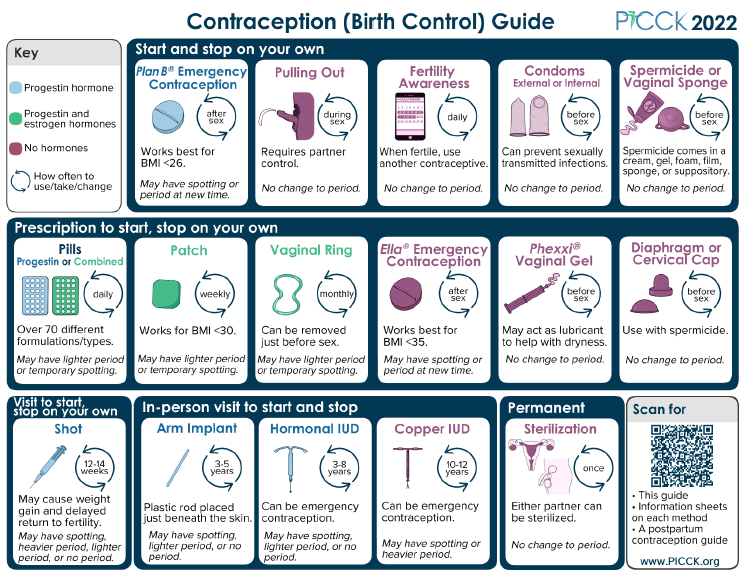 Contraception (Birth Control) Guide
PICCK 2022
Key
Progestin hormone
Progestin and
estrogen hormones
No hormones
How often to
use/take/change
Start and stop on your own
Plan B® Emergency
Contraception
after
sex
Works best for
BMI <26.
May have spotting or
period at new time.
Pulling Out
during
sex
Requires partner
control.
No change to period.
Fertility
Awareness
daily
When fertile, use
another contraceptive.
No change to period.
Condoms
External or Internal
before
sex
Can prevent sexually
transmitted infections.
No change to period.
Spermicide or
Vaginal Sponge
before
sex
Spermicide comes in a
cream, gel, foam, film,
sponge, or suppository.
No change to period.
Prescription to start, stop on your own
Pills
Progestin or Combined
daily
Over 70 different
formulations/types.
May have lighter period
or temporary spotting.
Patch
weekly
Works for BMI <30.
May have lighter period
or temporary spotting.
Vaginal Ring
monthly
Can be removed
just before sex.
May have lighter period
or temporary spotting.
Ella® Emergency
Contraception
after
sex
Works best for
BMI <35.
May have spotting or
period at new time.
Phexxi®
Vaginal Gel
before
sex
May act as lubricant
to help with dryness.
No change to period.
Diaphragm or
Cervical Cap
before
sex
Use with spermicide.
No change to period.
Visit to start,
stop on your own
Shot
12-14
weeks
May cause weight
gain and delayed
return to fertility.
May have spotting,
heavier period, lighter
period, or no period.
In-person visit to start and stop
Arm Implant
3-5
years
Plastic rod placed
just beneath the skin.
May have spotting,
lighter period, or no
period.
Hormonal IUD
3-8
years
Can be emergency
contraception.
May have spotting,
lighter period, or no
period.
Copper IUD
10-12
years
Can be emergency
contraception.
May have spotting or
heavier period.
Permanent
Sterilization
once
Either partner can
be sterilized.
No change to period.
Scan for
• This guide
• Information sheets
on each method
• A postpartum
contraception guide
www.PICCK.org